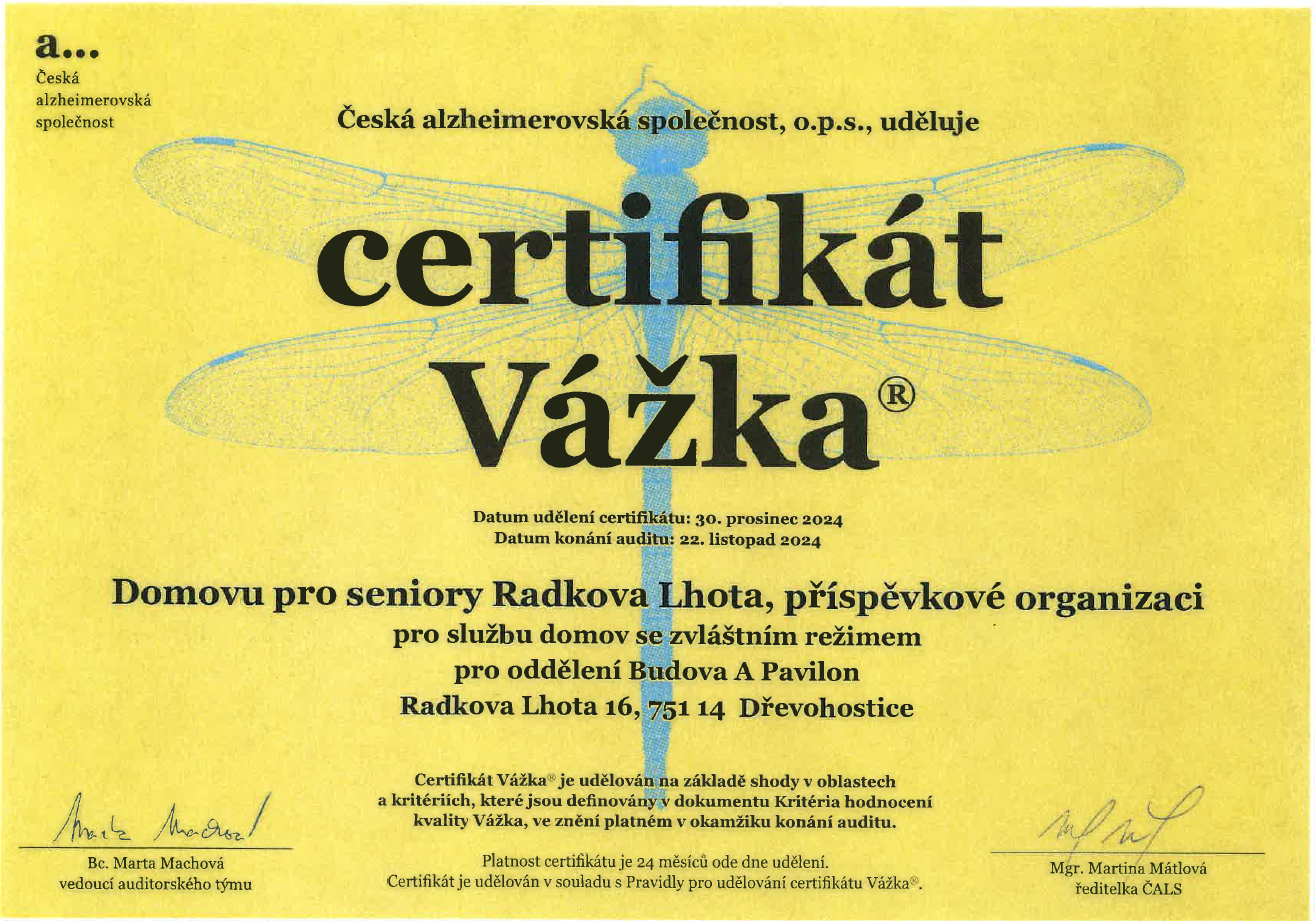 a...
Česká
alzheimerovská
společnost
Česká alzheimerovská společnost, o.p.s., uděluje
certifikát
Vážka®
Datum udělení certifikátu: 30. prosinec 2024
Datum konání auditu: 22. listopad 2024
Domovu pro seniory Radkova Lhota, příspěvkové organizaci
pro službu domov se zvláštním režimem
pro oddělení Budova A Pavilon
Radkova Lhota 16, 751 14 Dřevohostice
Certifikát Vážka® je udělován na základě shody v oblastech
a kritériích, které jsou definovány v dokumentu Kritéria hodnocení
kvality Vážka, ve znění platném v okamžiku konání auditu.
Marta Machová
Bc. Marta Machová
vedoucí auditorského týmu
Platnost certifikátu je 24 měsíců ode dne udělení.
Certifikát je udělován v souladu s Pravidly pro udělování certifikátu Vážka®.
Mgr. Martina Mátlová
ředitelka ČALS